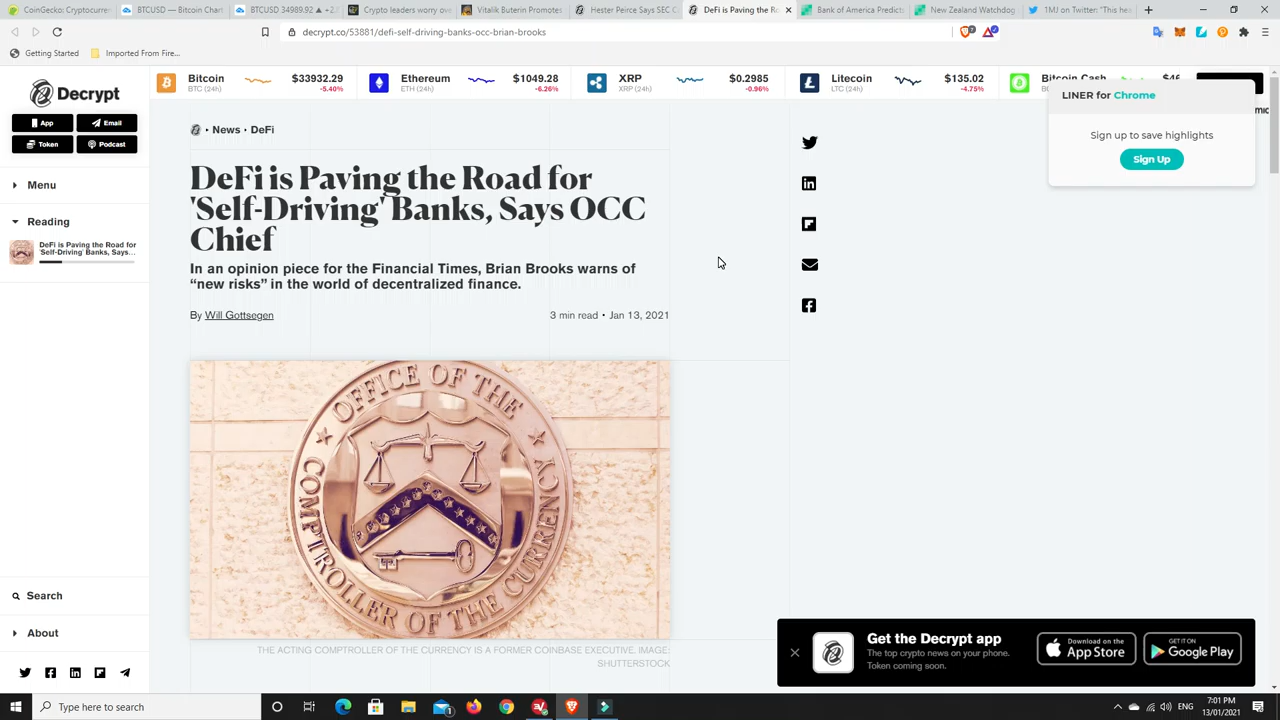 CoinGecko: Cryptocurren
BTCUSD — Bitcoin Chart
BTCUSD 34989.92 ▲ +2.
Crypto leaders worry ove
Vitalik Buterin Promotes
Hester Peirce Says SEC C
DeFi is Paving the Ro
Bank of America Predicts
New Zealand Watchdog
1MJ on Twitter: "This he
decrypt.co/53881/defi-self-driving-banks-occ-brian-brooks
Getting Started
Imported From Fire...
Decrypt
App
Email
Token
Podcast
Menu
Reading
DeFi is Paving the Road for
'Self-Driving' Banks, Says...
Search
About
Bitcoin
BTC (24h)
$33932.29
-5.40%
Ethereum
ETH (24h)
$1049.28
-6.26%
XRP
XRP (24h)
$0.2985
-0.96%
Litecoin
LTC (24h)
$135.02
-4.75%
Bitcoin Cash
LINER for Chrome
Sign up to save highlights
Sign Up
• News • DeFi
DeFi is Paving the Road for
'Self-Driving' Banks, Says OCC
Chief
In an opinion piece for the Financial Times, Brian Brooks warns of
“new risks” in the world of decentralized finance.
By Will Gottsegen
3 min read • Jan 13, 2021
OFFICE OF THE
COMPTROLLER OF THE CURRENCY
THE ACTING COMPTROLLER OF THE CURRENCY IS A FORMER COINBASE EXECUTIVE. IMAGE:
SHUTTERSTOCK
Get the Decrypt app
The top crypto news on your phone.
Token coming soon.
Download on the
App Store
GET IT ON
Google Play
Type here to search
ENG
7:01 PM
13/01/2021